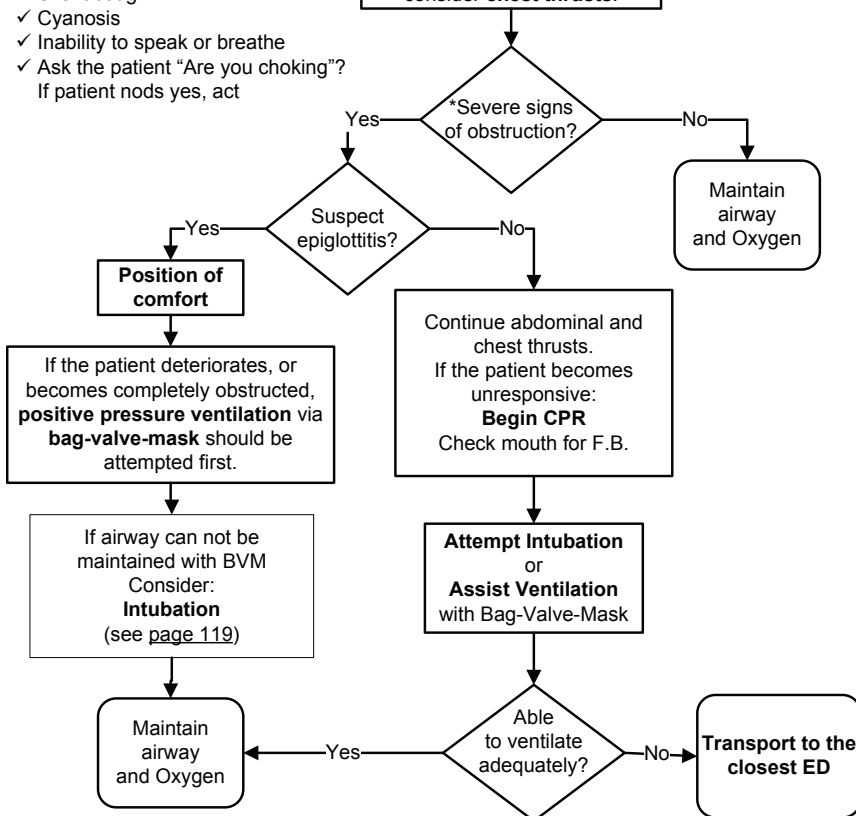 ✓ Cyanosis
✓ Inability to speak or breathe
✓ Ask the patient “Are you choking”?
If patient nods yes, act
*Severe signs
of obstruction?
Yes
No
Maintain
airway
and Oxygen
Suspect
epiglottitis?
Yes
No
Position of
comfort
If the patient deteriorates, or
becomes completely obstructed,
positive pressure ventilation via
bag-valve-mask should be
attempted first.
Continue abdominal and
chest thrusts.
If the patient becomes
unresponsive:
Begin CPR
Check mouth for F.B.
If airway can not be
maintained with BVM
Consider:
Intubation
(see page 119)
Attempt Intubation
or
Assist Ventilation
with Bag-Valve-Mask
Maintain
airway
and Oxygen
Yes
Able
to ventilate
adequately?
No
Transport to the
closest ED